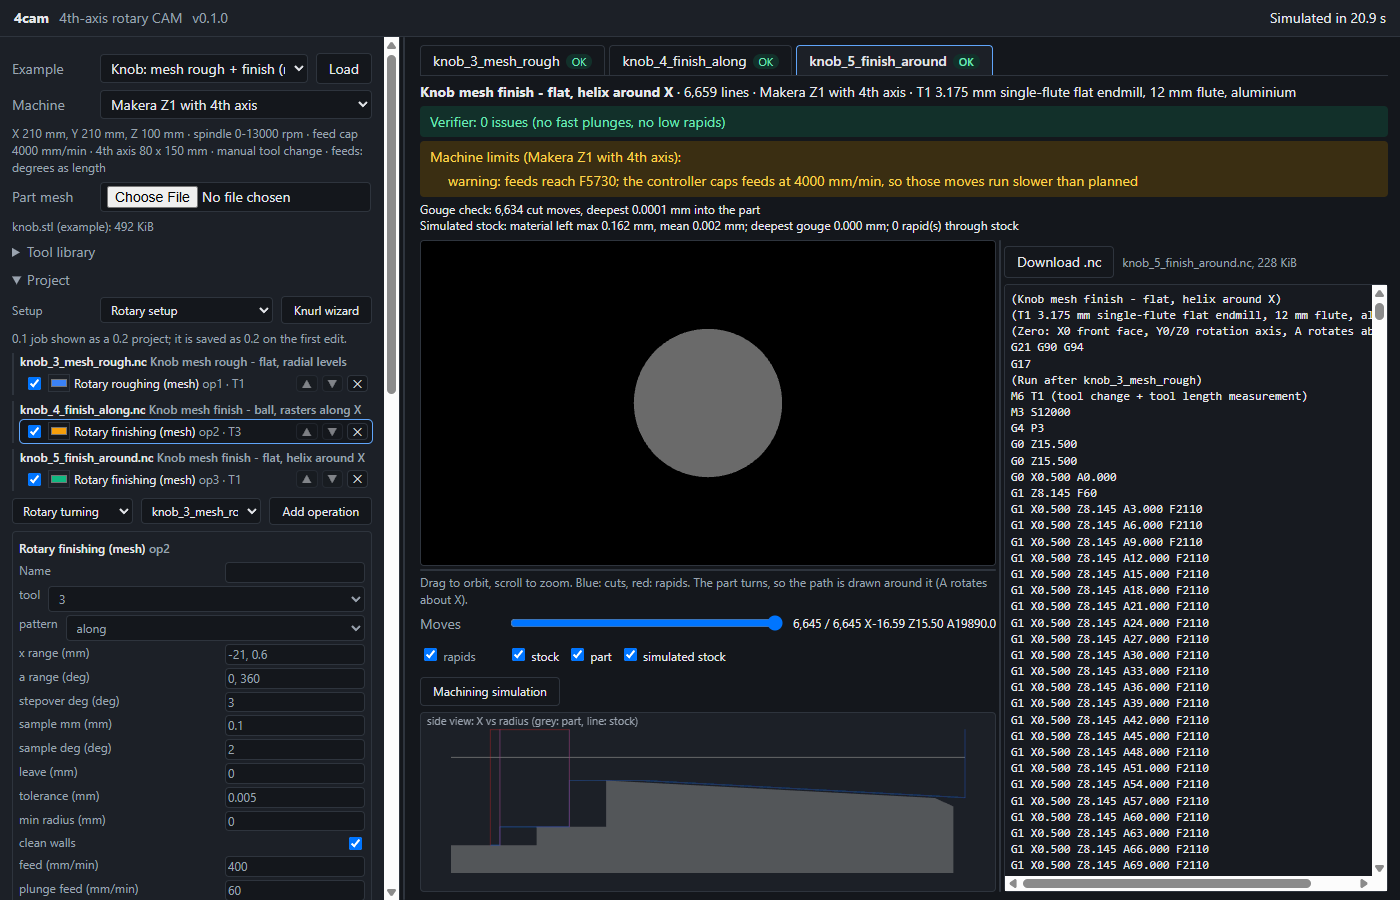 4cam 4th-axis rotary CAM v0.1.0
Simulated in 20.9 s
Example Knob: mesh rough + finish (r Load
Machine Makera Z1 with 4th axis
X 210 mm, Y 210 mm, Z 100 mm · spindle 0-13000 rpm · feed cap
4000 mm/min · 4th axis 80 x 150 mm · manual tool change · feeds:
degrees as length
Part mesh Choose File No file chosen
knob.stl (example): 492 KiB
Tool library
Project
Setup Rotary setup Knurl wizard
0.1 job shown as a 0.2 project; it is saved as 0.2 on the first edit.
knob_3_mesh_rough.nc Knob mesh rough - flat, radial levels
Rotary roughing (mesh) op1 · T1
knob_4_finish_along.nc Knob mesh finish - ball, rasters along X
Rotary finishing (mesh) op2 · T3
knob_5_finish_around.nc Knob mesh finish - flat, helix around X
Rotary finishing (mesh) op3 · T1
Rotary turning knob_3_mesh_ro Add operation
Rotary finishing (mesh) op2
Name
tool 3
pattern along
x range (mm) -21, 0.6
a range (deg) 0, 360
stepover deg (deg) 3
sample mm (mm) 0.1
sample deg (deg) 2
leave (mm) 0
tolerance (mm) 0.005
min radius (mm) 0
clean walls
feed (mm/min) 400
plunge feed (mm/min) 60
knob_3_mesh_rough OK knob_4_finish_along OK knob_5_finish_around OK
Knob mesh finish - flat, helix around X · 6,659 lines · Makera Z1 with 4th axis · T1 3.175 mm single-flute flat endmill, 12 mm flute, aluminium
Verifier: 0 issues (no fast plunges, no low rapids)
Machine limits (Makera Z1 with 4th axis):
warning: feeds reach F5730; the controller caps feeds at 4000 mm/min, so those moves run slower than planned
Gouge check: 6,634 cut moves, deepest 0.0001 mm into the part
Simulated stock: material left max 0.162 mm, mean 0.002 mm; deepest gouge 0.000 mm; 0 rapid(s) through stock
Drag to orbit, scroll to zoom. Blue: cuts, red: rapids. The part turns, so the path is drawn around it (A rotates
about X).
Moves 6,645 / 6,645 X-16.59 Z15.50 A19890.0
rapids stock part simulated stock
Machining simulation
side view: X vs radius (grey: part, line: stock)
Download .nc knob_5_finish_around.nc, 228 KiB
(Knob mesh finish - flat, helix around X)
(T1 3.175 mm single-flute flat endmill, 12 mm flute, al
(Zero: X0 front face, Y0/Z0 rotation axis, A rotates ab
G21 G90 G94
G17
(Run after knob_3_mesh_rough)
M6 T1 (tool change + tool length measurement)
M3 S12000
G4 P3
G0 Z15.500
G0 Z15.500
G0 X0.500 A0.000
G1 Z8.145 F60
G1 X0.500 Z8.145 A3.000 F2110
G1 X0.500 Z8.145 A6.000 F2110
G1 X0.500 Z8.145 A9.000 F2110
G1 X0.500 Z8.145 A12.000 F2110
G1 X0.500 Z8.145 A15.000 F2110
G1 X0.500 Z8.145 A18.000 F2110
G1 X0.500 Z8.145 A21.000 F2110
G1 X0.500 Z8.145 A24.000 F2110
G1 X0.500 Z8.145 A27.000 F2110
G1 X0.500 Z8.145 A30.000 F2110
G1 X0.500 Z8.145 A33.000 F2110
G1 X0.500 Z8.145 A36.000 F2110
G1 X0.500 Z8.145 A39.000 F2110
G1 X0.500 Z8.145 A42.000 F2110
G1 X0.500 Z8.145 A45.000 F2110
G1 X0.500 Z8.145 A48.000 F2110
G1 X0.500 Z8.145 A51.000 F2110
G1 X0.500 Z8.145 A54.000 F2110
G1 X0.500 Z8.145 A57.000 F2110
G1 X0.500 Z8.145 A60.000 F2110
G1 X0.500 Z8.145 A63.000 F2110
G1 X0.500 Z8.145 A66.000 F2110
G1 X0.500 Z8.145 A69.000 F2110